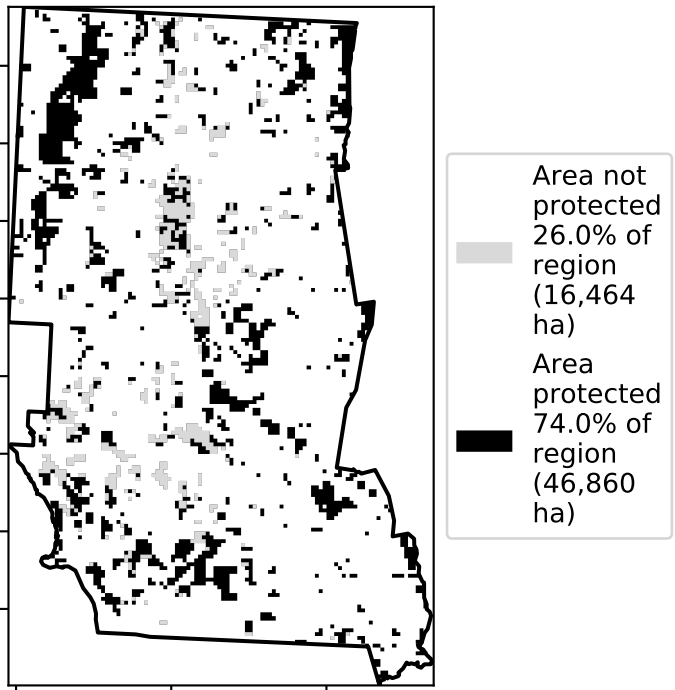 Area not
protected
26.0% of
region
(16,464
ha)
Area
protected
74.0% of
region
(46,860
ha)